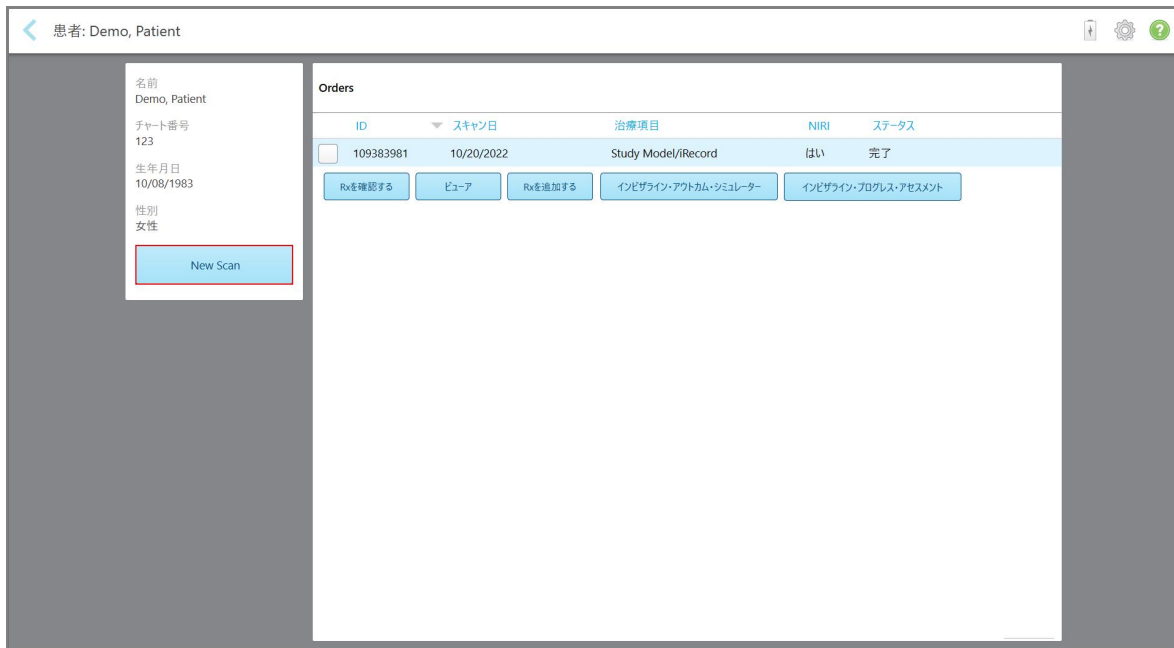 患者: Demo, Patient
?
名前
Demo, Patient
チャート番号
123
生年月日
10/08/1983
性別
女性
New Scan
Orders
ID スキャン日 治療項目 NIRI ステータス
109383981 10/20/2022 Study Model/iRecord はい 完了
Rxを確認する ビューア Rxを追加する インビザライン・アウトカム・シミュレーター インビザライン・プログレス・アセスメント